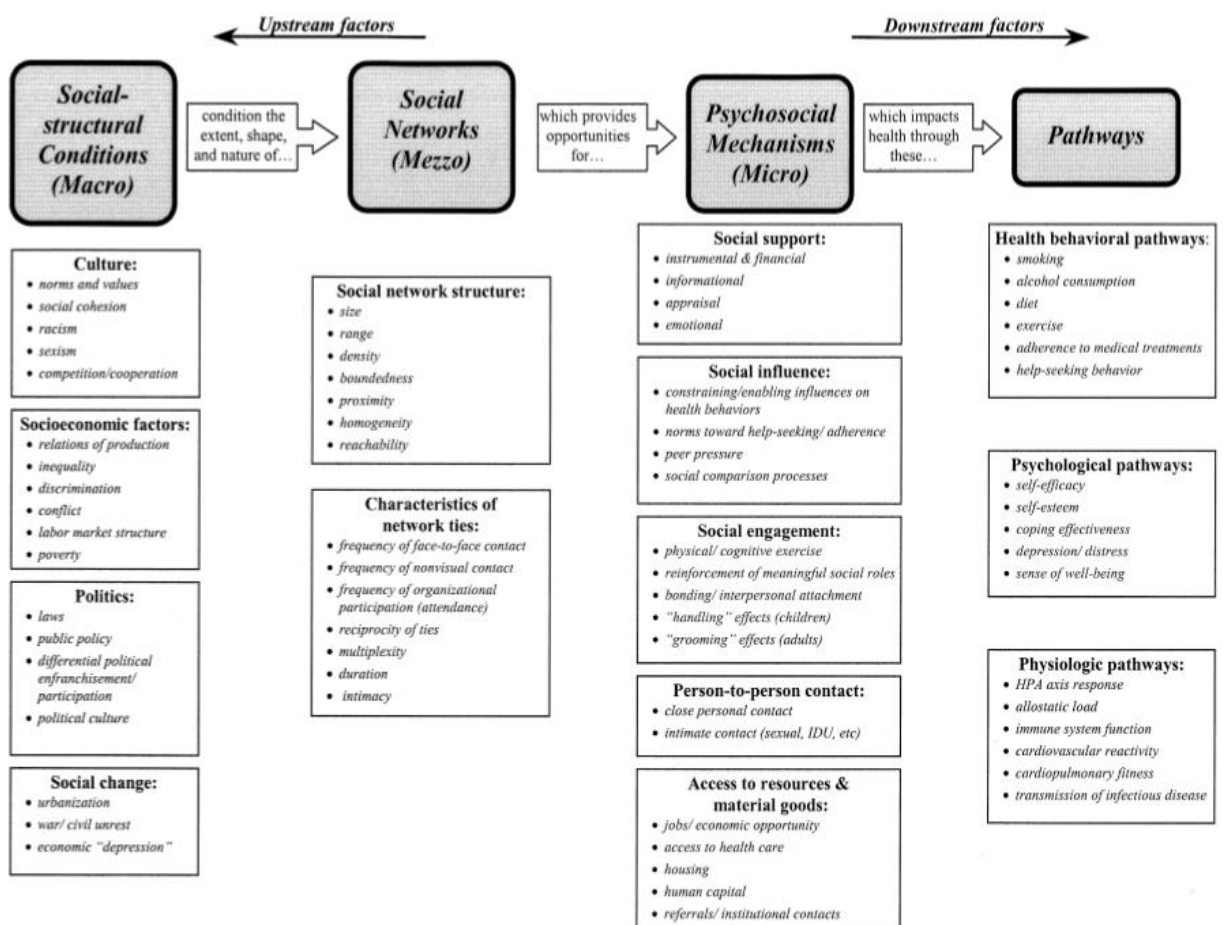 Upstream factors
Downstream factors
Social-
structural
Conditions
(Macro)
condition the
extent, shape,
and nature of…
Social
Networks
(Mezzo)
which provides
opportunities
for…
Psychosocial
Mechanisms
(Micro)
which impacts
health through
these…
Pathways
Culture:
• norms and values
• social cohesion
• racism
• sexism
• competition/cooperation
Socioeconomic factors:
• relations of production
• inequality
• discrimination
• conflict
• labor market structure
• poverty
Politics:
• laws
• public policy
• differential political
enfranchisement/
participation
• political culture
Social change:
• urbanization
• war/ civil unrest
• economic "depression"
Social network structure:
• size
• range
• density
• boundedness
• proximity
• homogeneity
• reachability
Characteristics of
network ties:
• frequency of face-to-face contact
• frequency of nonvisual contact
• frequency of organizational
participation (attendance)
• reciprocity of ties
• multiplexity
• duration
• intimacy
Social support:
• instrumental & financial
• informational
• appraisal
• emotional
Social influence:
• constraining/enabling influences on
health behaviors
• norms toward help-seeking/ adherence
• peer pressure
• social comparison processes
Social engagement:
• physical/ cognitive exercise
• reinforcement of meaningful social roles
• bonding/ interpersonal attachment
• "handling" effects (children)
• "grooming" effects (adults)
Person-to-person contact:
• close personal contact
• intimate contact (sexual, IDU, etc)
Access to resources &
material goods:
• jobs/ economic opportunity
• access to health care
• housing
• human capital
• referrals/ institutional contacts
Health behavioral pathways:
• smoking
• alcohol consumption
• diet
• exercise
• adherence to medical treatments
• help-seeking behavior
Psychological pathways:
• self-efficacy
• self-esteem
• coping effectiveness
• depression/ distress
• sense of well-being
Physiologic pathways:
• HPA axis response
• allostatic load
• immune system function
• cardiovascular reactivity
• cardiopulmonary fitness
• transmission of infectious disease